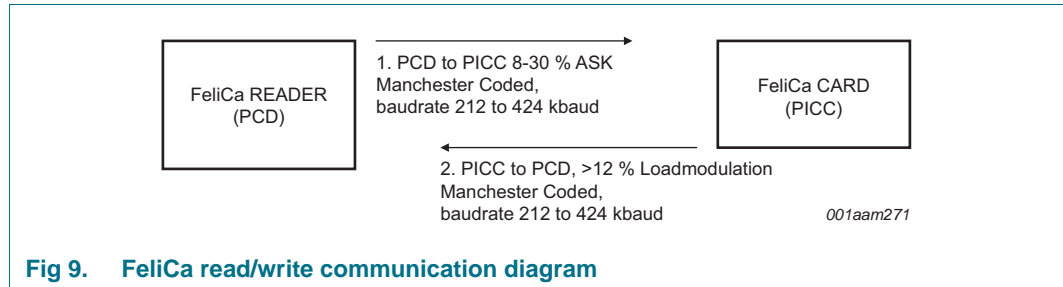 FeliCa READER
(PCD)
1. PCD to PICC 8-30 % ASK
Manchester Coded,
baudrate 212 to 424 kbaud
FeliCa CARD
(PICC)
2. PICC to PCD, >12 % Loadmodulation
Manchester Coded,
baudrate 212 to 424 kbaud
001aam271
Fig 9. FeliCa read/write communication diagram